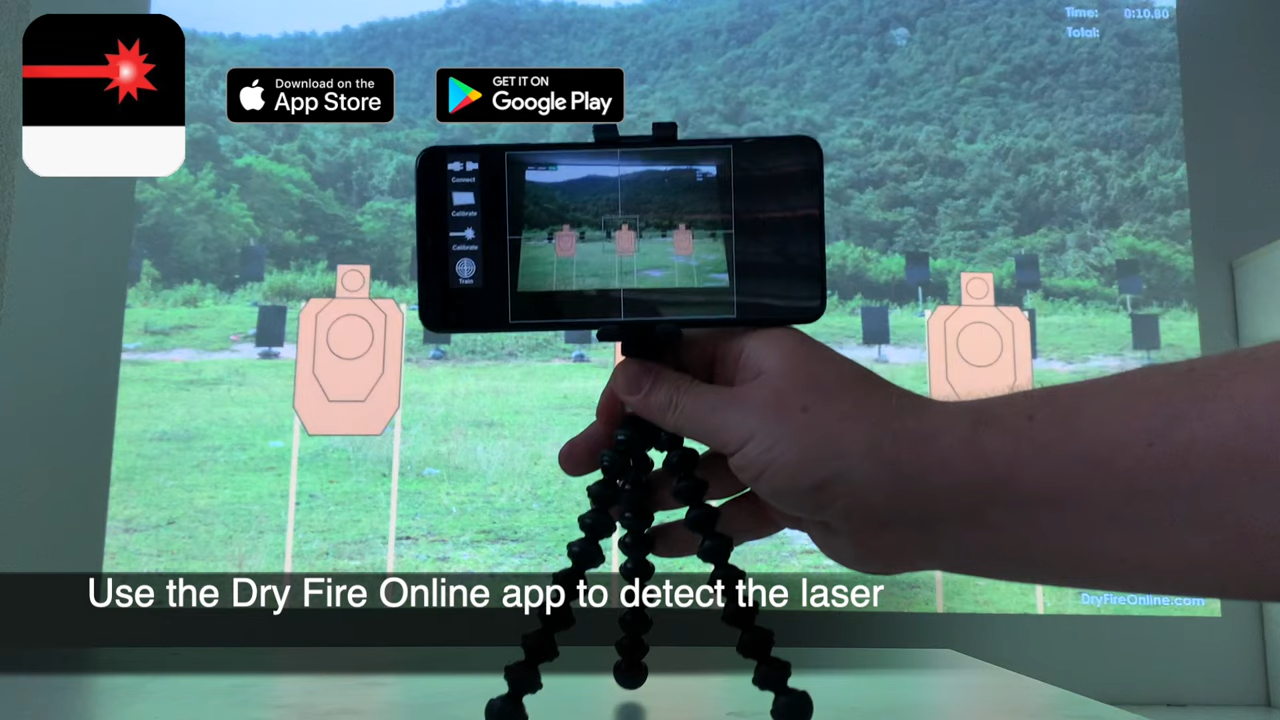 Time: 0:10.80
Total:
Download on the
App Store
GET IT ON
Google Play
Connect
Calibrate
Calibrate
Train
Use the Dry Fire Online app to detect the laser
DryFireOnline.com